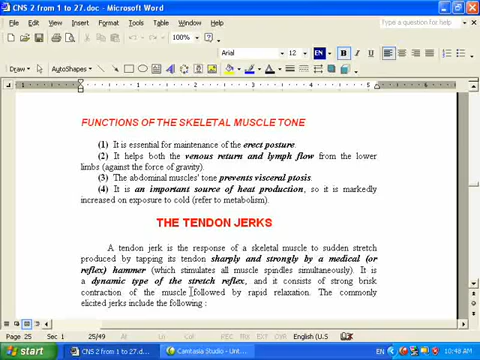 CNS 2 from 1 to 27.doc - Microsoft Word
File Edit View Insert Format Tools Table Window Help
Type a question for help
100%
Arial 12 EN B I U
Draw AutoShapes
FUNCTIONS OF THE SKELETAL MUSCLE TONE
(1) It is essential for maintenance of the erect posture.
(2) It helps both the venous return and lymph flow from the lower
limbs (against the force of gravity).
(3) The abdominal muscles' tone prevents visceral ptosis.
(4) It is an important source of heat production, so it is markedly
increased on exposure to cold (refer to metabolism).
THE TENDON JERKS
A tendon jerk is the response of a skeletal muscle to sudden stretch
produced by tapping its tendon sharply and strongly by a medical (or
reflex) hammer (which stimulates all muscle spindles simultaneously). It is
a dynamic type of the stretch reflex, and it consists of strong brisk
contraction of the muscle followed by rapid relaxation. The commonly
elicited jerks include the following :
Page 25 Sec 1 25/49 At Ln Col REC TRK EXT OVR English (U.S
start CNS 2 from 1 to 27.d... Camtasia Studio - Unt... EN 10:49 AM